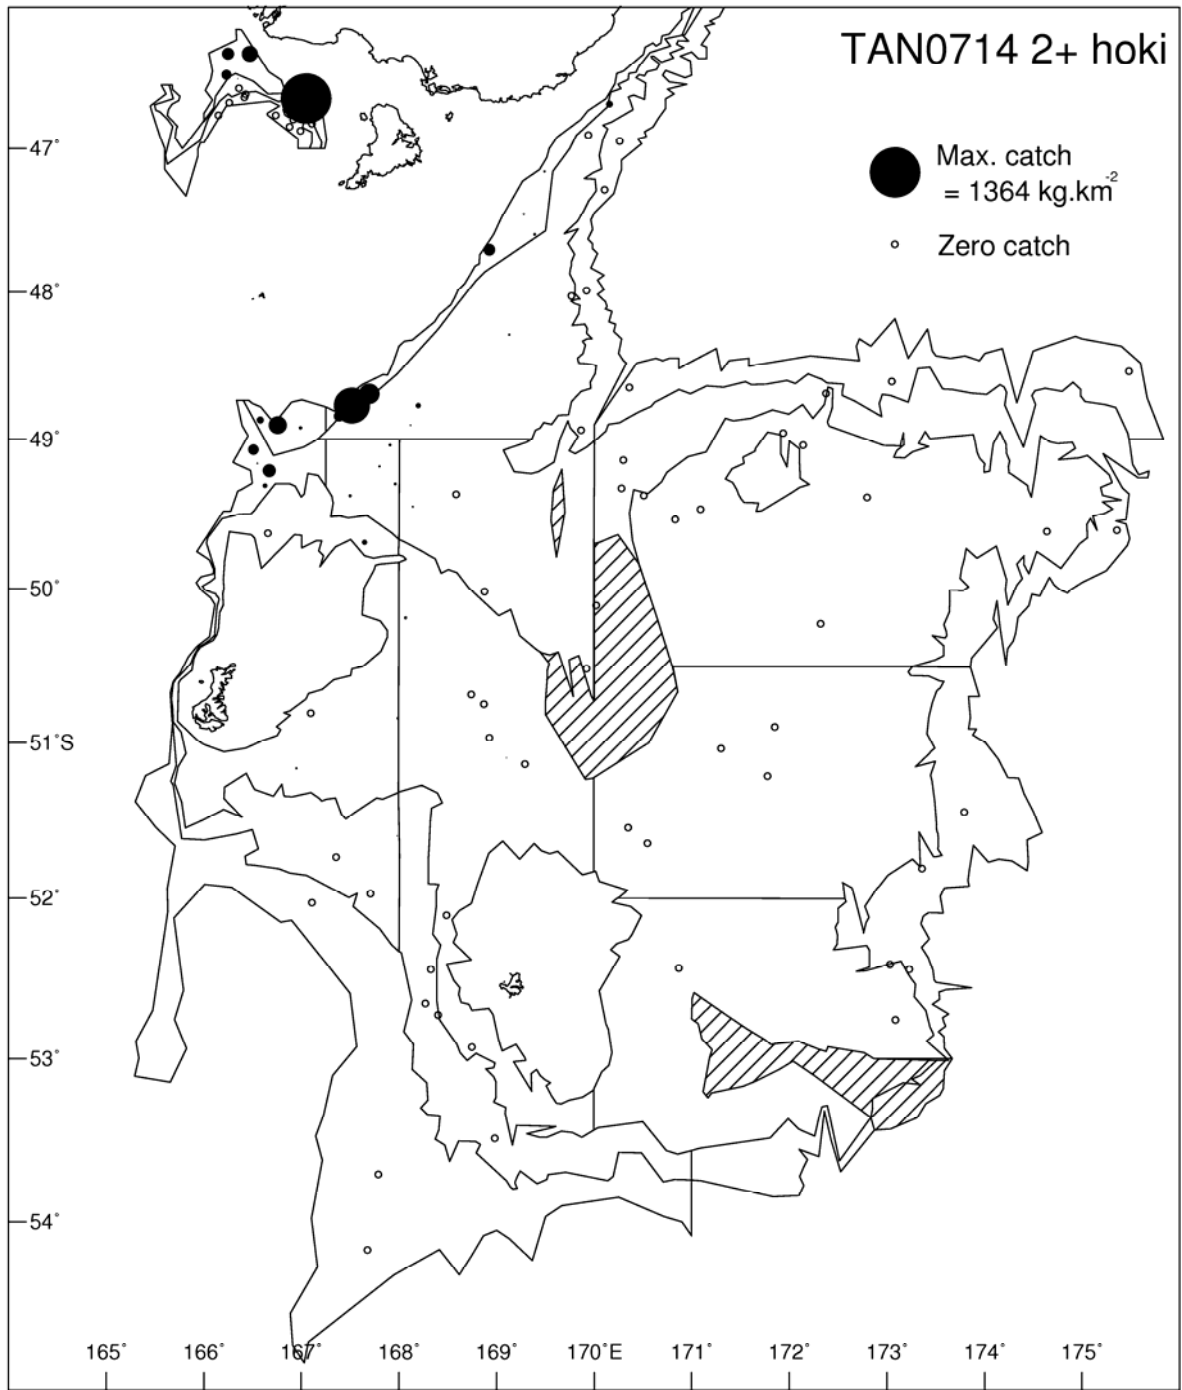 TAN0714 2+ hoki
Max. catch
= 1364 kg.km-2
Zero catch
47°
48°
49°
50°
51°S
52°
53°
54°
165° 166° 167° 168° 169° 170°E 171° 172° 173° 174° 175°